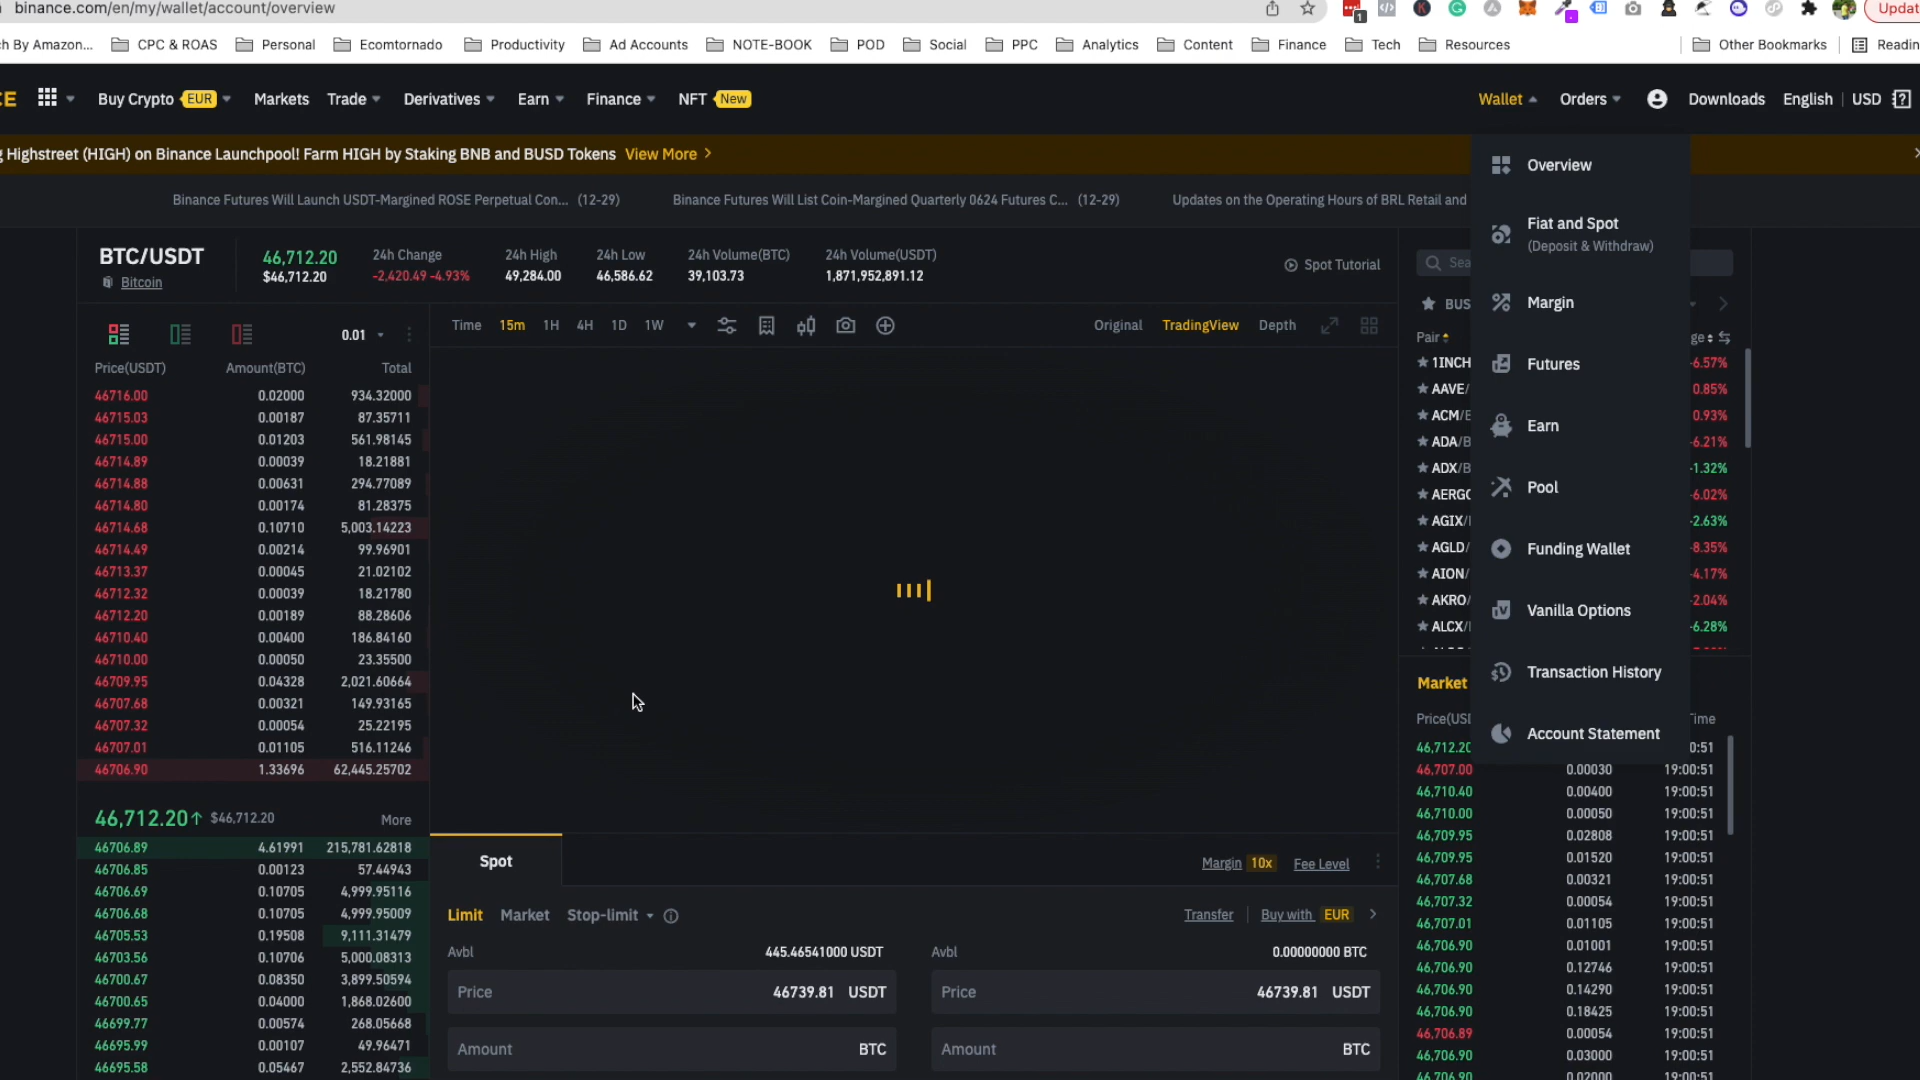 binance.com/en/my/wallet/account/overview
1
Updat
ch By Amazon... CPC & ROAS Personal Ecomtornado Productivity Ad Accounts NOTE-BOOK POD Social PPC Analytics Content Finance Tech Resources Other Bookmarks Readin
CE Buy Crypto EUR Markets Trade Derivatives Earn Finance NFT New Wallet Orders Downloads English USD
g Highstreet (HIGH) on Binance Launchpool! Farm HIGH by Staking BNB and BUSD Tokens View More
Binance Futures Will Launch USDT-Margined ROSE Perpetual Con... (12-29) Binance Futures Will List Coin-Margined Quarterly 0624 Futures C... (12-29) Updates on the Operating Hours of BRL Retail and
BTC/USDT
Bitcoin
46,712.20
$46,712.20
24h Change
-2,420.49 -4.93%
24h High
49,284.00
24h Low
46,586.62
24h Volume(BTC)
39,103.73
24h Volume(USDT)
1,871,952,891.12
Spot Tutorial
0.01
Price(USDT) Amount(BTC) Total
46716.00 0.02000 934.32000
46715.03 0.00187 87.35711
46715.00 0.01203 561.98145
46714.89 0.00039 18.21881
46714.88 0.00631 294.77089
46714.80 0.00174 81.28375
46714.68 0.10710 5,003.14223
46714.49 0.00214 99.96901
46713.37 0.00045 21.02102
46712.32 0.00039 18.21780
46712.20 0.00189 88.28606
46710.40 0.00400 186.84160
46710.00 0.00050 23.35500
46709.95 0.04328 2,021.60664
46707.68 0.00321 149.93165
46707.32 0.00054 25.22195
46707.01 0.01105 516.11246
46706.90 1.33696 62,445.25702
46,712.20 $46,712.20 More
46706.89 4.61991 215,781.62818
46706.85 0.00123 57.44943
46706.69 0.10705 4,999.95116
46706.68 0.10705 4,999.95009
46705.53 0.19508 9,111.31479
46703.56 0.10706 5,000.08313
46700.67 0.08350 3,899.50594
46700.65 0.04000 1,868.02600
46699.77 0.00574 268.05668
46695.99 0.00107 49.96471
46695.58 0.05467 2,552.84736
Time 15m 1H 4H 1D 1W Original TradingView Depth
Spot Margin 10x Fee Level
Limit Market Stop-limit Transfer Buy with EUR
Avbl 445.46541000 USDT Avbl 0.00000000 BTC
Price 46739.81 USDT Price 46739.81 USDT
Amount BTC Amount BTC
Overview
Fiat and Spot
(Deposit & Withdraw)
Margin
Futures
Earn
Pool
Funding Wallet
Vanilla Options
Transaction History
Account Statement
Sea
BUS
Pair ge
1INCH -6.57%
AAVE/ 0.85%
ACM/E 0.93%
ADA/B -6.21%
ADX/B -1.32%
AERGO -6.02%
AGIX/ -2.63%
AGLD/ -8.35%
AION/ -4.17%
AKRO/ -2.04%
ALCX/ -6.28%
Market
Price(USD Time
46,712.20 0:51
46,707.00 0.00030 19:00:51
46,710.40 0.00400 19:00:51
46,710.00 0.00050 19:00:51
46,709.95 0.02808 19:00:51
46,709.95 0.01520 19:00:51
46,707.68 0.00321 19:00:51
46,707.32 0.00054 19:00:51
46,707.01 0.01105 19:00:51
46,706.90 0.01001 19:00:51
46,706.90 0.12746 19:00:51
46,706.90 0.14290 19:00:51
46,706.90 0.18425 19:00:51
46,706.89 0.00054 19:00:51
46,706.90 0.03000 19:00:51
46,706.90 0.02000 19:00:51